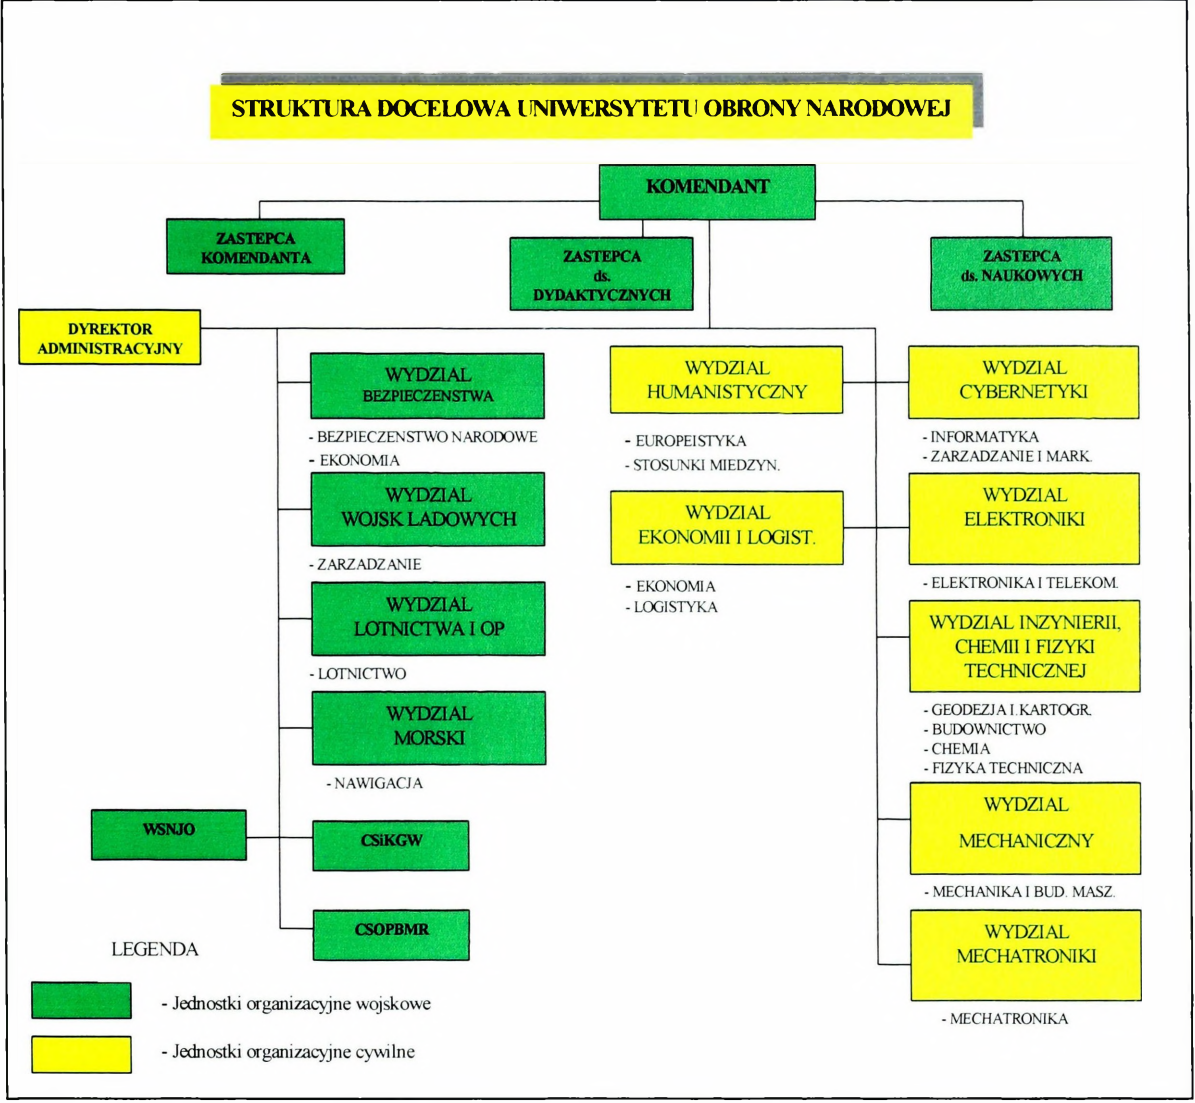 STRUKTURA DOCELOWA UNIWERSYTETU OBRONY NARODOWEJ
KOMENDANT
ZASTEPCA
KOMENDANTA
ZASTEPCA
ds.
DYDAKTYCZNYCH
ZASTEPCA
ds. NAUKOWYCH
DYREKTOR
ADMINISTRACYJNY
WYDZIAL
BEZPIECZENSTWA
- BEZPIECZENSTWO NARODOWE
- EKONOMIA
WYDZIAL
WOJSK LADOWYCH
- ZARZADZANIE
WYDZIAL
LOTNICTWA I OP
- LOTNICTWO
WYDZIAL
MORSKI
- NAWIGACJA
WSNJO
CSiKGW
CSOPBMR
WYDZIAL
HUMANISTYCZNY
- EUROPEISTYKA
- STOSUNKI MIEDZYN.
WYDZIAL
EKONOMII I LOGIST.
- EKONOMIA
- LOGISTYKA
WYDZIAL
CYBERNETYKI
- INFORMATYKA
- ZARZADZANIE I MARK.
WYDZIAL
ELEKTRONIKI
- ELEKTRONIKA I TELEKOM.
WYDZIAL INZYNIERII,
CHEMII I FIZYKI
TECHNICZNEJ
- GEODEZJA I.KARTOGR.
- BUDOWNICTWO
- CHEMIA
- FIZYKA TECHNICZNA
WYDZIAL
MECHANICZNY
- MECHANIKA I BUD. MASZ.
WYDZIAL
MECHATRONIKI
- MECHATRONIKA
LEGENDA
- Jednostki organizacyjne wojskowe
- Jednostki organizacyjne cywilne